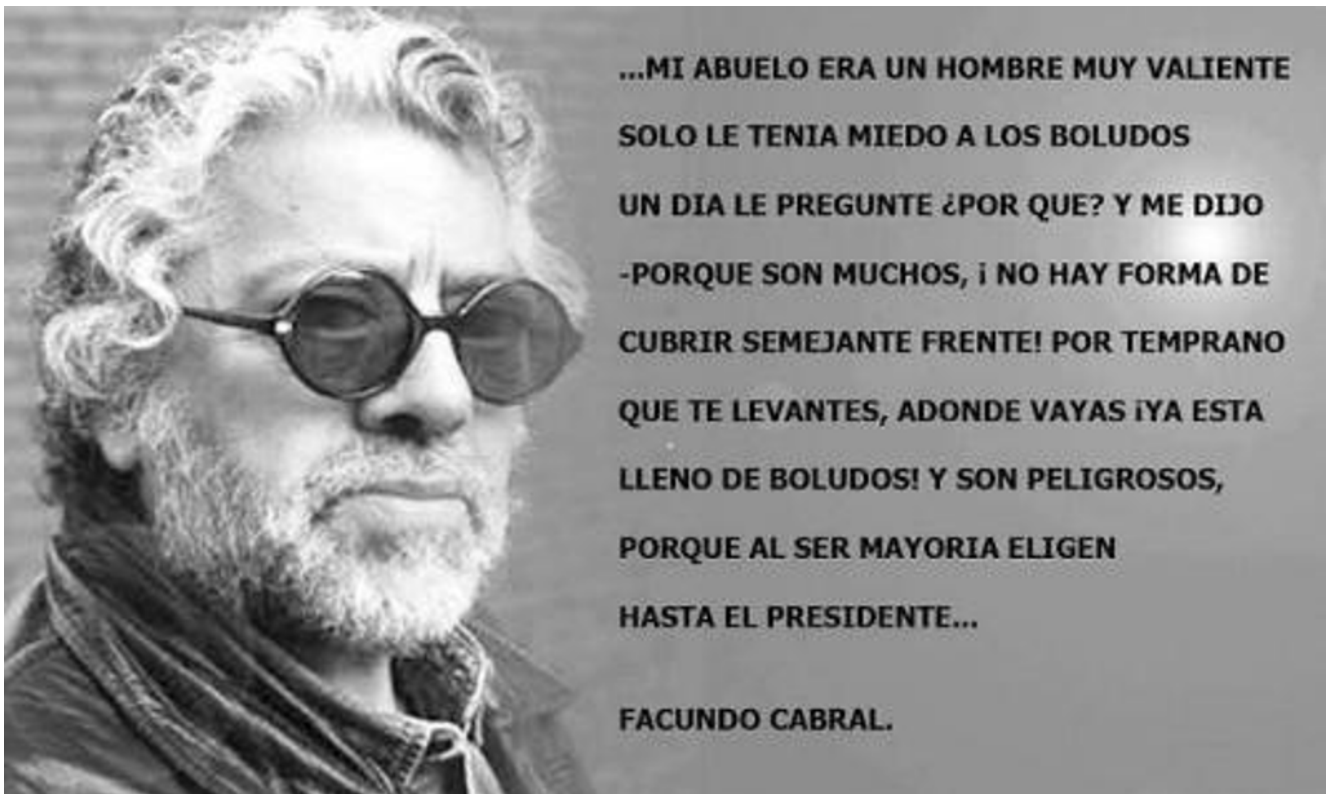 ...MI ABUELO ERA UN HOMBRE MUY VALIENTE
SOLO LE TENIA MIEDO A LOS BOLUDOS
UN DIA LE PREGUNTE ¿POR QUE? Y ME DIJO
-PORQUE SON MUCHOS, ¡ NO HAY FORMA DE
CUBRIR SEMEJANTE FRENTE! POR TEMPRANO
QUE TE LEVANTES, ADONDE VAYAS ¡YA ESTA
LLENO DE BOLUDOS! Y SON PELIGROSOS,
PORQUE AL SER MAYORIA ELIGEN
HASTA EL PRESIDENTE...
FACUNDO CABRAL.